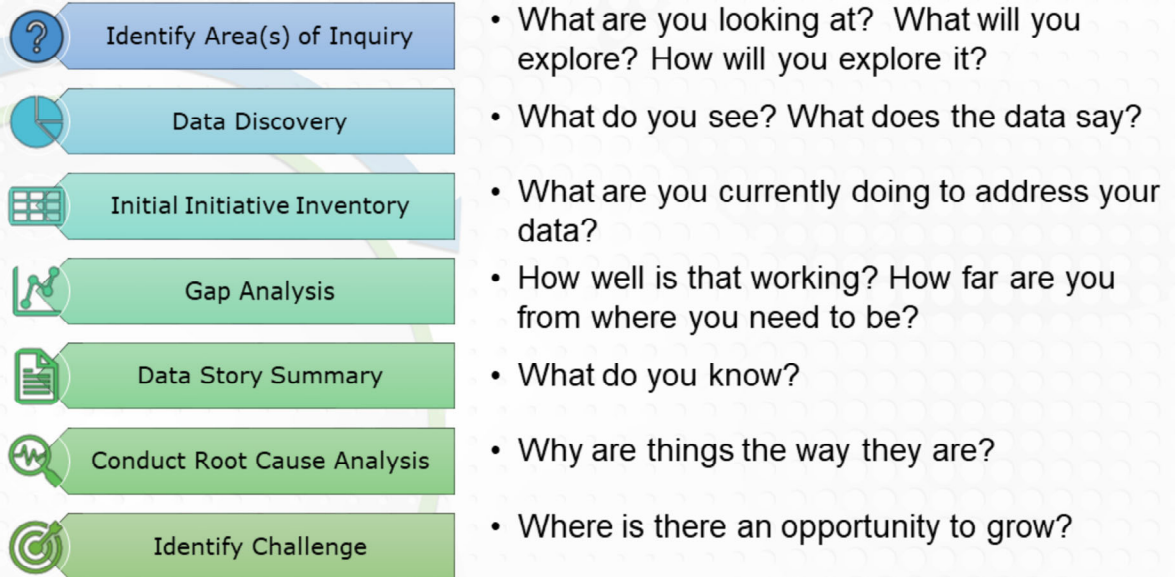 Identify Area(s) of Inquiry
• What are you looking at?  What will you
explore? How will you explore it?
Data Discovery
• What do you see? What does the data say?
Initial Initiative Inventory
• What are you currently doing to address your
data?
Gap Analysis
• How well is that working? How far are you
from where you need to be?
Data Story Summary
• What do you know?
Conduct Root Cause Analysis
• Why are things the way they are?
Identify Challenge
• Where is there an opportunity to grow?